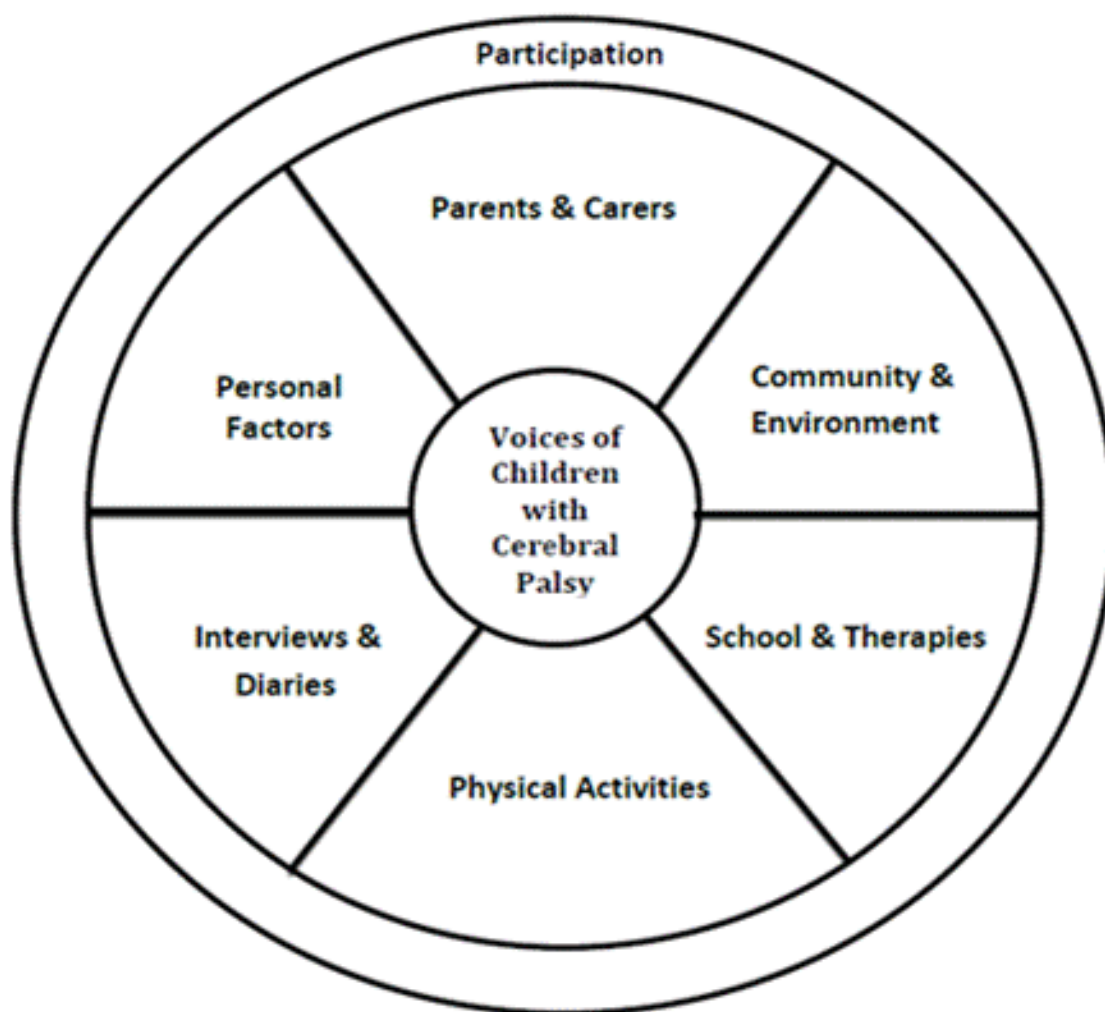 Participation
Parents & Carers
Personal
Factors
Community &
Environment
Voices of
Children
with
Cerebral
Palsy
Interviews &
Diaries
School & Therapies
Physical Activities